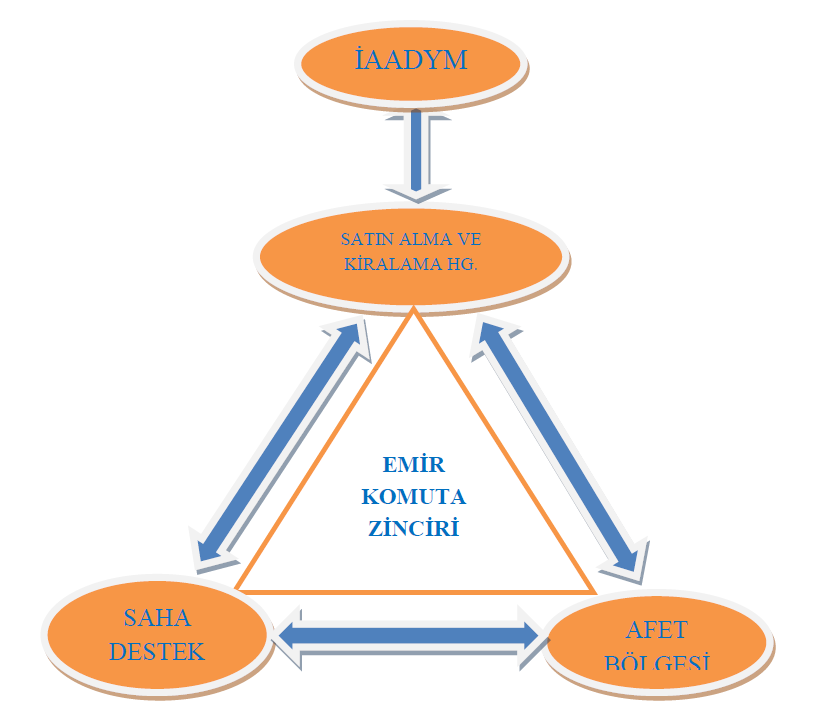 İAADYM
SATIN ALMA VE
KİRALAMA HG.
EMİR
KOMUTA
ZİNCİRİ
SAHA
DESTEK
AFET
BÖLGESİ